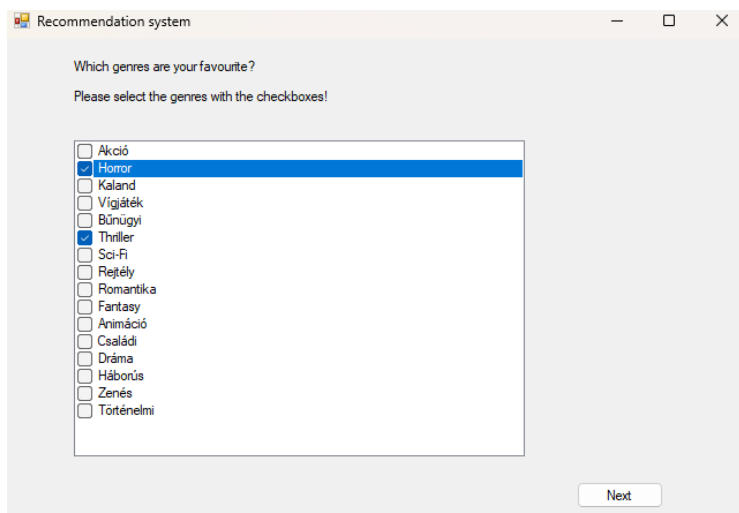 Recommendation system
Which genres are your favourite?
Please select the genres with the checkboxes!
Akció
Horror
Kaland
Vígjáték
Bűnügyi
Thriller
Sci-Fi
Rejtély
Romantika
Fantasy
Animáció
Családi
Dráma
Háborús
Zenés
Történelmi
Next